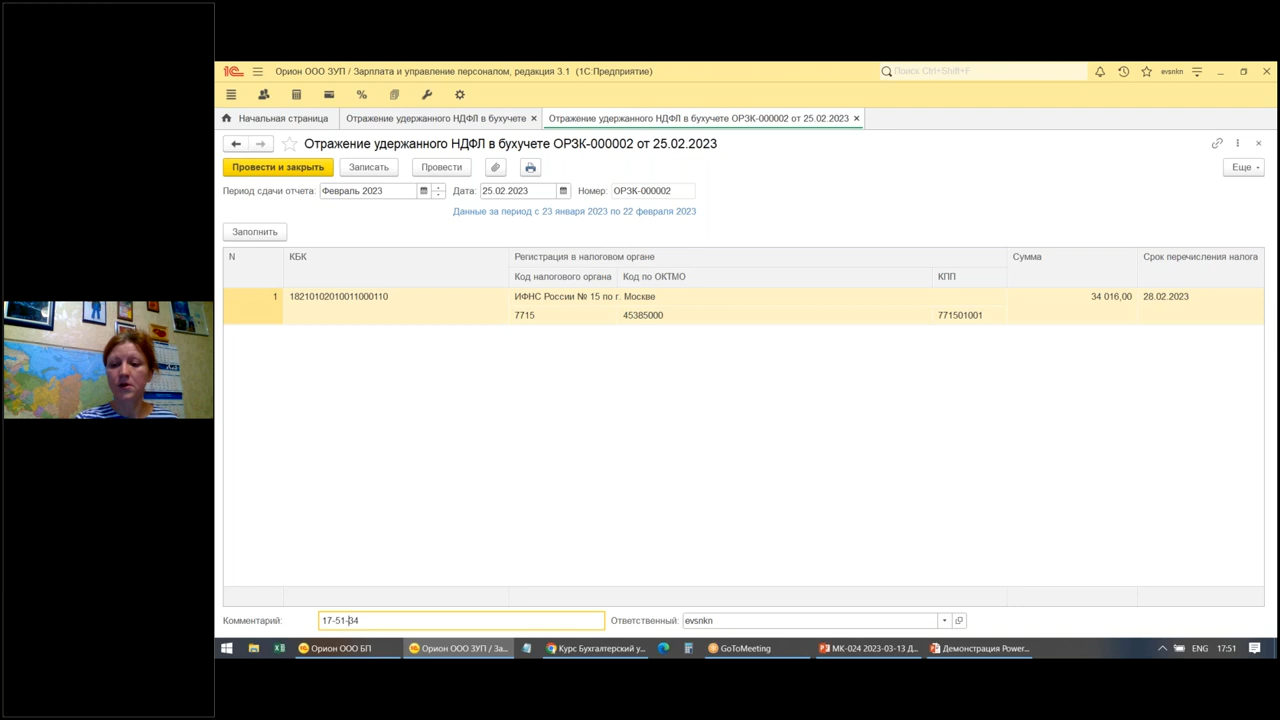 Орион ООО ЗУП / Зарплата и управление персоналом, редакция 3.1 (1С:Предприятие)
Поиск Ctrl+Shift+F
evsnkn
Начальная страница
Отражение удержанного НДФЛ в бухучете
Отражение удержанного НДФЛ в бухучете ОРЗК-000002 от 25.02.2023
Отражение удержанного НДФЛ в бухучете ОРЗК-000002 от 25.02.2023
Провести и закрыть
Записать
Провести
Еще
Период сдачи отчета: Февраль 2023 Дата: 25.02.2023 Номер: ОРЗК-000002
Данные за период с 23 января 2023 по 22 февраля 2023
Заполнить
N КБК Регистрация в налоговом органе Сумма Срок перечисления налога
Код налогового органа Код по ОКТМО КПП
1 18210102010011000110 ИФНС России № 15 по г. Москве 34 016,00 28.02.2023
7715 45385000 771501001
Комментарий: 17-51-34 Ответственный: evsnkn
Орион ООО БП
Орион ООО ЗУП / За...
Курс Бухгалтерский у...
GoToMeeting
МК-024 2023-03-13 Д...
Демонстрация Power...
ENG 17:51